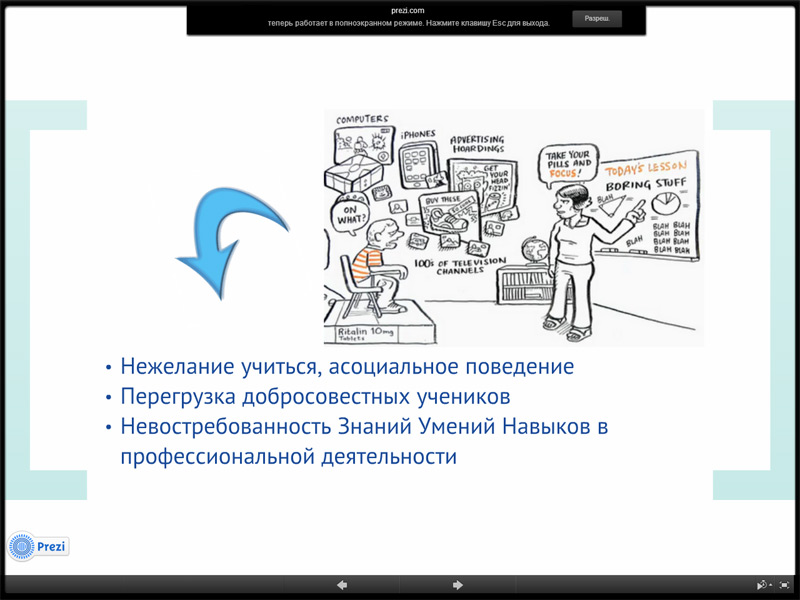 prezi.com
теперь работает в полноэкранном режиме. Нажмите клавишу Esc для выхода.
Разреш.
COMPUTERS
iPHONES
ADVERTISING
HOARDINGS
GET
YOUR
HEAD
FIZZIN'
BUY THESE
ON
WHAT?
100's OF TELEVISION
CHANNELS
Ritalin 10mg
Tablets
TAKE YOUR
PILLS AND
FOCUS!
TODAY'S LESSON
BORING STUFF
BLAH
BLAH BLAH
BLAH BLAH
BLAH BLAH
BLAH BLAH
BLAH
• Нежелание учиться, асоциальное поведение
• Перегрузка добросовестных учеников
• Невостребованность Знаний Умений Навыков в
профессиональной деятельности
Prezi